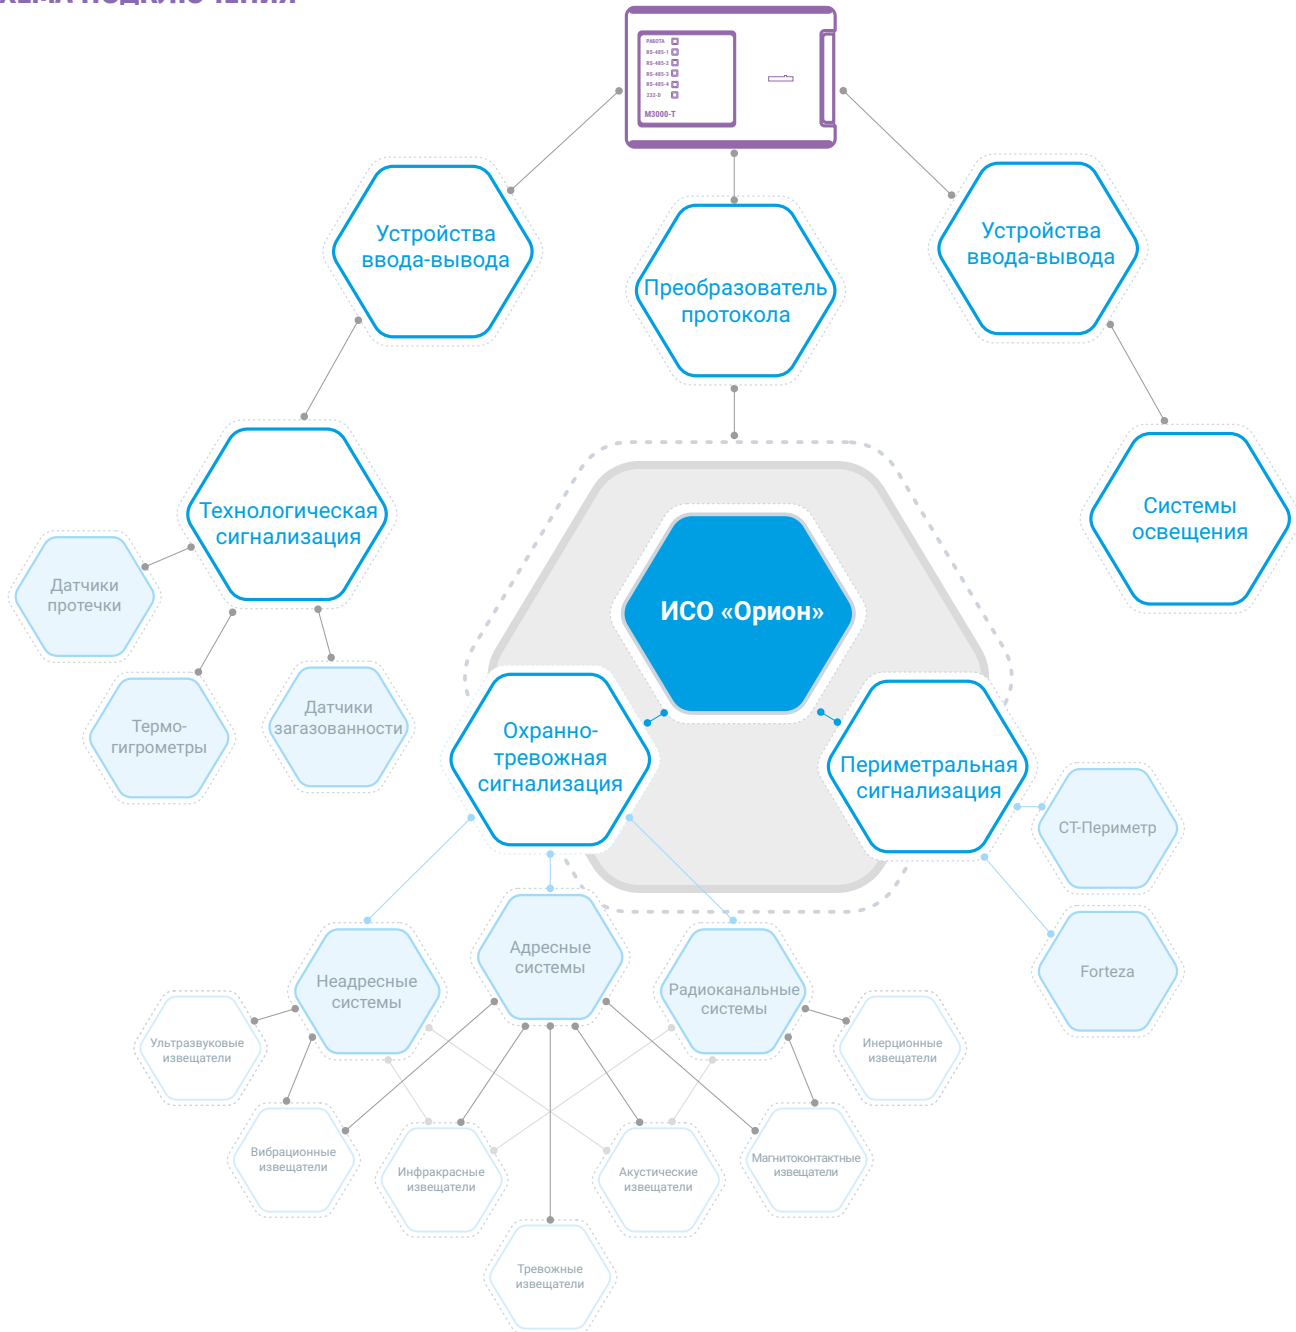 СХЕМА ПОДКЛЮЧЕНИЯ
РАБОТА
RS-485-1
RS-485-2
RS-485-3
RS-485-4
232-D
М3000-Т
Устройства
ввода-вывода
Преобразователь
протокола
Устройства
ввода-вывода
Технологическая
сигнализация
Системы
освещения
Датчики
протечки
Термо-
гигрометры
Датчики
загазованности
ИСО «Орион»
Охранно-
тревожная
сигнализация
Периметральная
сигнализация
СТ-Периметр
Forteza
Неадресные
системы
Адресные
системы
Радиоканальные
системы
Ультразвуковые
извещатели
Вибрационные
извещатели
Инфракрасные
извещатели
Тревожные
извещатели
Акустические
извещатели
Магнитоконтактные
извещатели
Инерционные
извещатели